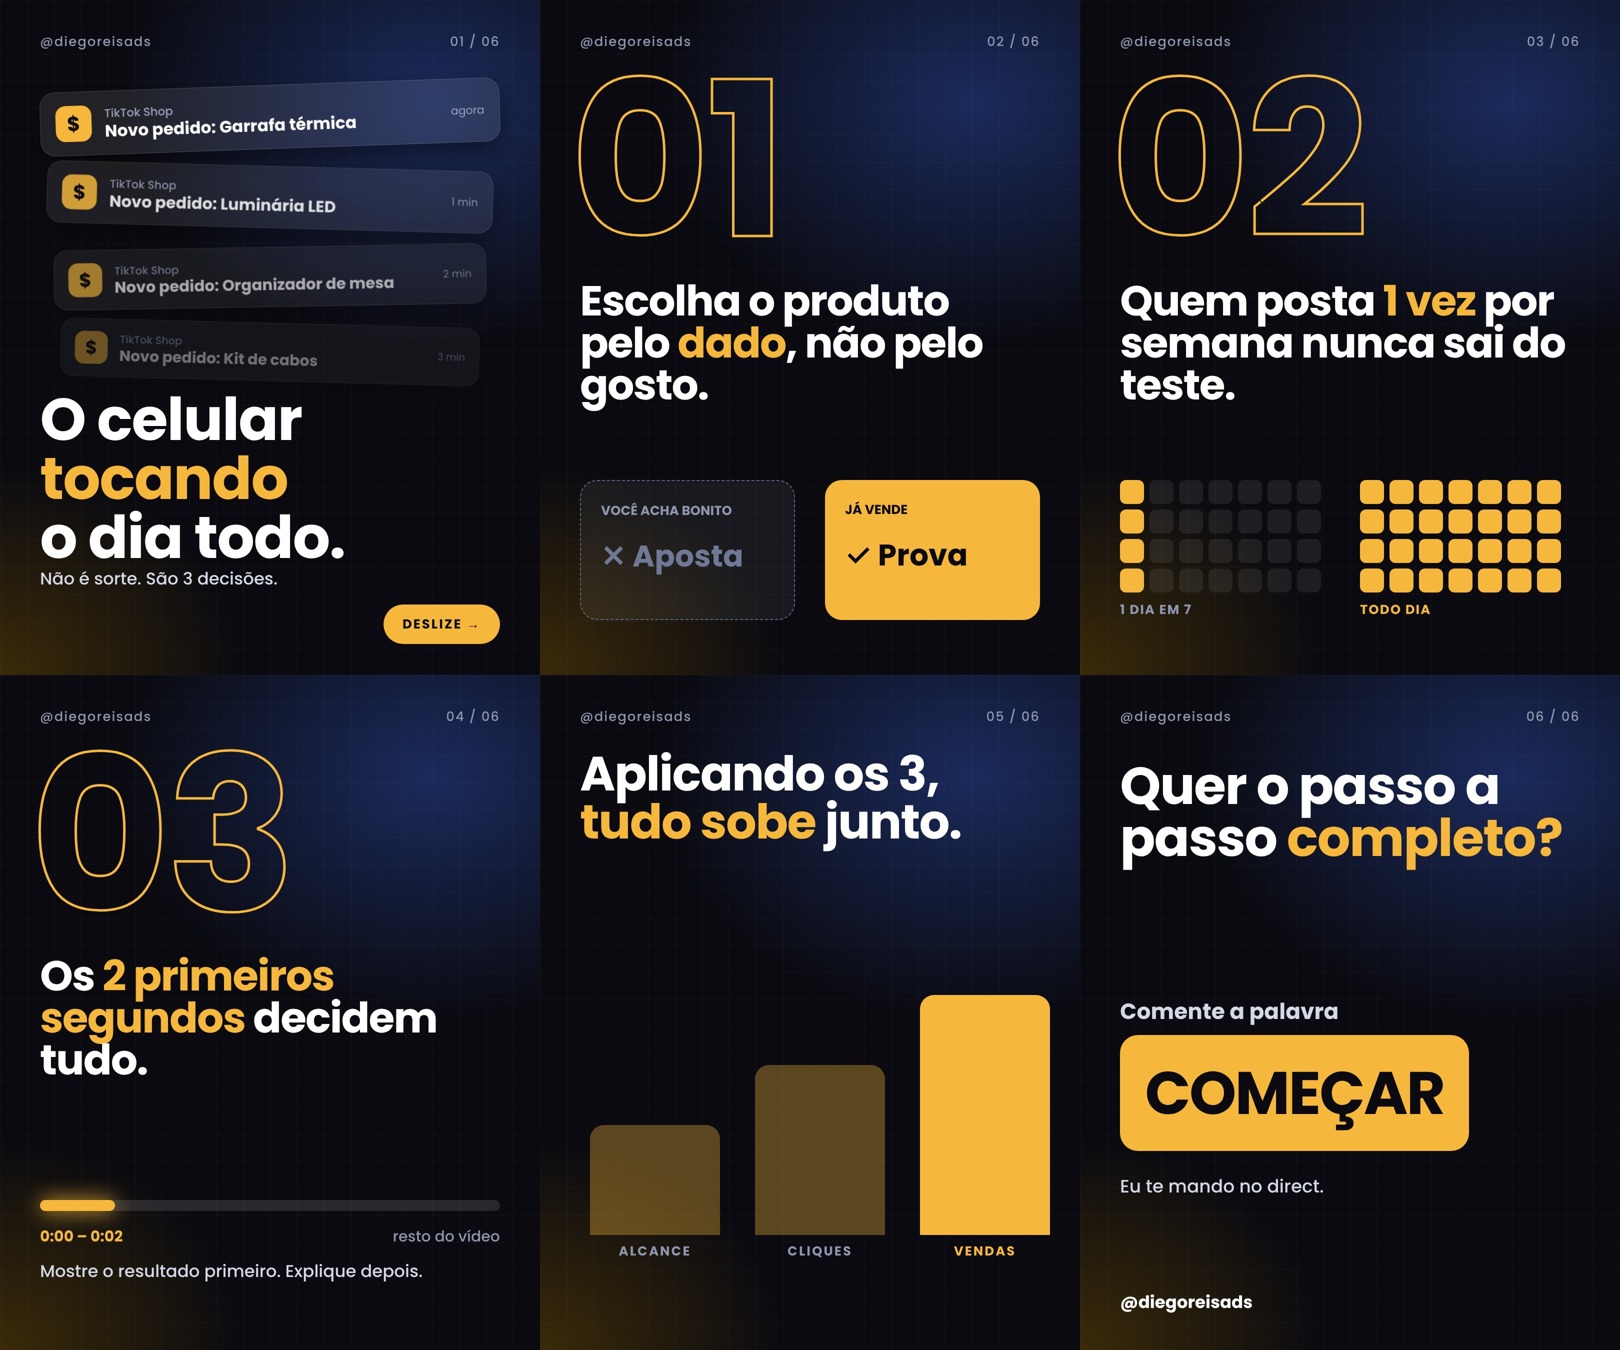 @diegoreisads
01 / 06
$
TikTok Shop
Novo pedido: Garrafa térmica
agora
$
TikTok Shop
Novo pedido: Luminária LED
1 min
$
TikTok Shop
Novo pedido: Organizador de mesa
2 min
$
TikTok Shop
Novo pedido: Kit de cabos
3 min
O celular
tocando
o dia todo.
Não é sorte. São 3 decisões.
DESLIZE →
@diegoreisads
02 / 06
01
Escolha o produto
pelo dado, não pelo
gosto.
VOCÊ ACHA BONITO
✕ Aposta
JÁ VENDE
✓ Prova
@diegoreisads
03 / 06
02
Quem posta 1 vez por
semana nunca sai do
teste.
1 DIA EM 7
TODO DIA
@diegoreisads
04 / 06
03
Os 2 primeiros
segundos decidem
tudo.
0:00 – 0:02
resto do vídeo
Mostre o resultado primeiro. Explique depois.
@diegoreisads
05 / 06
Aplicando os 3,
tudo sobe junto.
ALCANCE
CLIQUES
VENDAS
@diegoreisads
06 / 06
Quer o passo a
passo completo?
Comente a palavra
COMEÇAR
Eu te mando no direct.
@diegoreisads